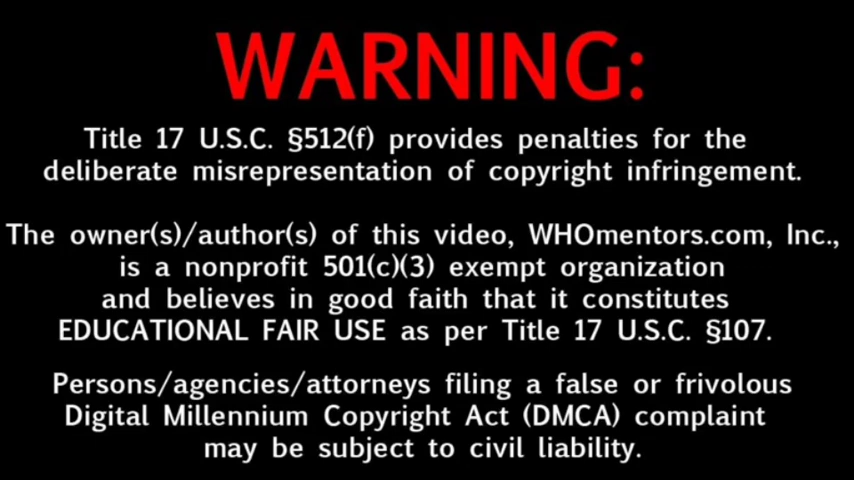 WARNING:
Title 17 U.S.C. §512(f) provides penalties for the
deliberate misrepresentation of copyright infringement.
The owner(s)/author(s) of this video, WHOmentors.com, Inc.,
is a nonprofit 501(c)(3) exempt organization
and believes in good faith that it constitutes
EDUCATIONAL FAIR USE as per Title 17 U.S.C. §107.
Persons/agencies/attorneys filing a false or frivolous
Digital Millennium Copyright Act (DMCA) complaint
may be subject to civil liability.